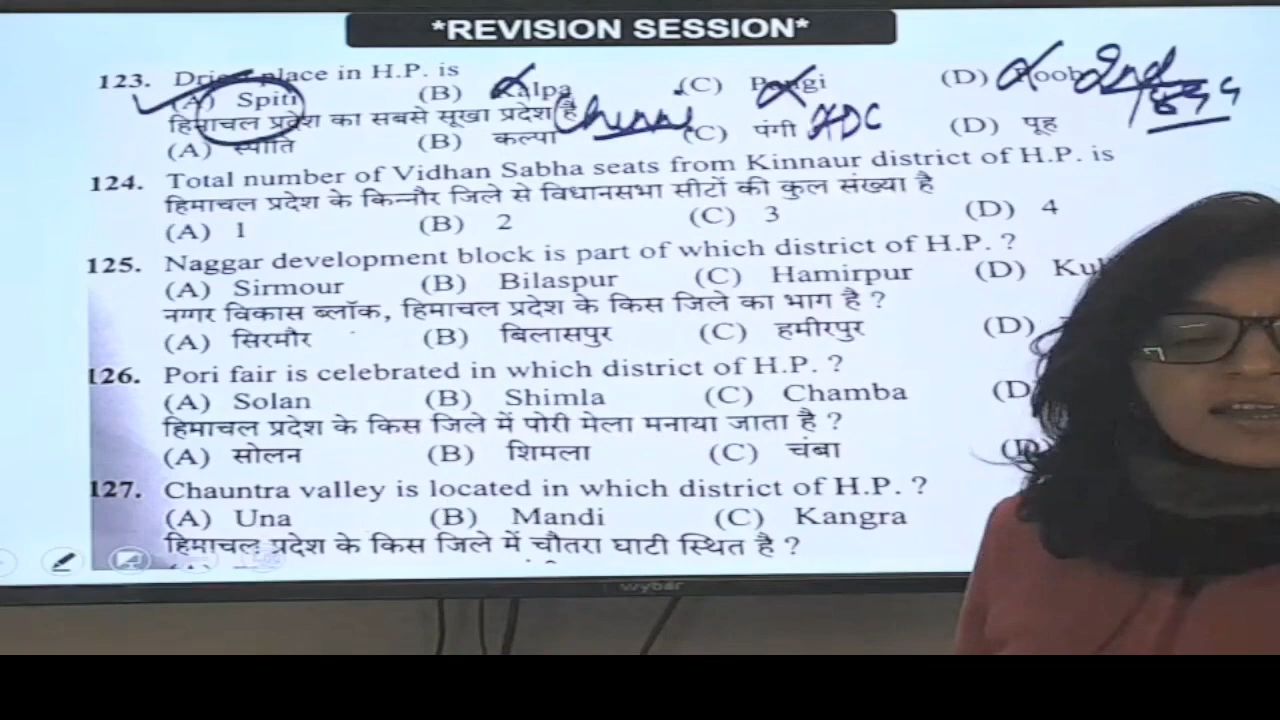 *REVISION SESSION*
123. Driest place in H.P. is
(A) Spiti (B) Kalpa (C) Pangi (D) Pooh 2nd
हिमाचल प्रदेश का सबसे सूखा प्रदेश है
(A) स्पीति (B) कल्पा (C) पंगी ADC (D) पूह
124. Total number of Vidhan Sabha seats from Kinnaur district of H.P. is
हिमाचल प्रदेश के किन्नौर जिले से विधानसभा सीटों की कुल संख्या है
(A) 1 (B) 2 (C) 3 (D) 4
125. Naggar development block is part of which district of H.P. ?
(A) Sirmour (B) Bilaspur (C) Hamirpur (D) Kul
नग्गर विकास ब्लॉक, हिमाचल प्रदेश के किस जिले का भाग है ?
(A) सिरमौर (B) बिलासपुर (C) हमीरपुर (D)
126. Pori fair is celebrated in which district of H.P. ?
(A) Solan (B) Shimla (C) Chamba (D
हिमाचल प्रदेश के किस जिले में पोरी मेला मनाया जाता है ?
(A) सोलन (B) शिमला (C) चंबा (D)
127. Chauntra valley is located in which district of H.P. ?
(A) Una (B) Mandi (C) Kangra
हिमाचल प्रदेश के किस जिले में चौतरा घाटी स्थित है ?
wybor